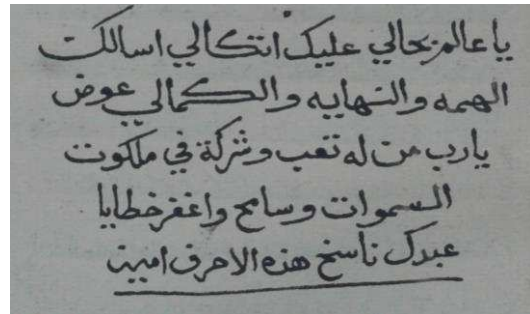 يا عالم بحالي عليك اتكالي اسالك
الهمه والنهايه والكمالي عوض
يارب من له تعب وشركة في ملكوت
السموات وسامح واغفر خطايا
عبدك ناسخ هذه الاحرف امين